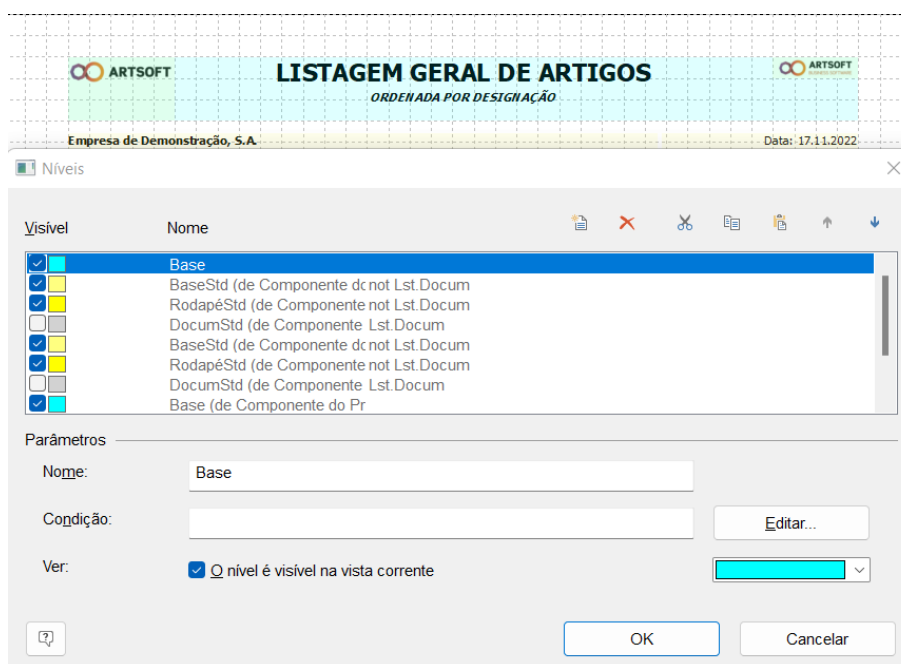 ARTSOFT
LISTAGEM GERAL DE ARTIGOS
ARTSOFT
ORDENADA POR DESIGNAÇÃO
Empresa de Demonstração, S.A. Data: 17.11.2022
Níveis
Visível Nome
Base
BaseStd (de Componente dc not Lst.Docum
RodapéStd (de Componente not Lst.Docum
DocumStd (de Componente Lst.Docum
BaseStd (de Componente dc not Lst.Docum
RodapéStd (de Componente not Lst.Docum
DocumStd (de Componente Lst.Docum
Base (de Componente do Pr
Parâmetros
Nome: Base
Condição: Editar...
Ver: O nível é visível na vista corrente
OK Cancelar